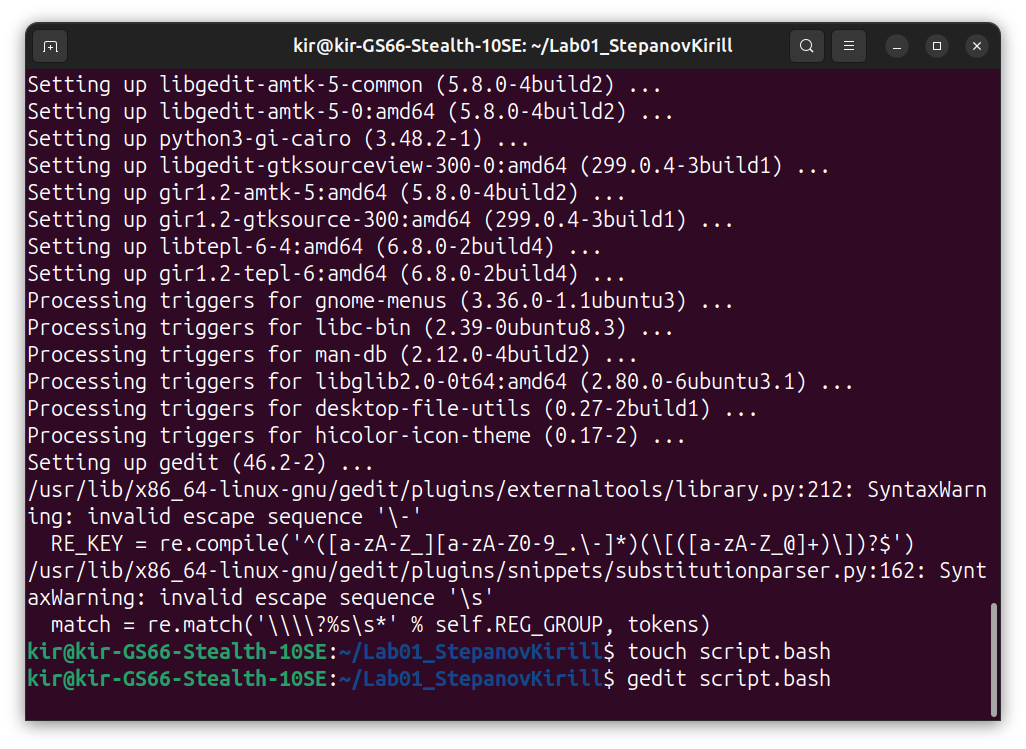 kir@kir-GS66-Stealth-10SE: ~/Lab01_StepanovKirill
Setting up libgedit-amtk-5-common (5.8.0-4build2) ...
Setting up libgedit-amtk-5-0:amd64 (5.8.0-4build2) ...
Setting up python3-gi-cairo (3.48.2-1) ...
Setting up libgedit-gtksourceview-300-0:amd64 (299.0.4-3build1) ...
Setting up gir1.2-amtk-5:amd64 (5.8.0-4build2) ...
Setting up gir1.2-gtksource-300:amd64 (299.0.4-3build1) ...
Setting up libtepl-6-4:amd64 (6.8.0-2build4) ...
Setting up gir1.2-tepl-6:amd64 (6.8.0-2build4) ...
Processing triggers for gnome-menus (3.36.0-1.1ubuntu3) ...
Processing triggers for libc-bin (2.39-0ubuntu8.3) ...
Processing triggers for man-db (2.12.0-4build2) ...
Processing triggers for libglib2.0-0t64:amd64 (2.80.0-6ubuntu3.1) ...
Processing triggers for desktop-file-utils (0.27-2build1) ...
Processing triggers for hicolor-icon-theme (0.17-2) ...
Setting up gedit (46.2-2) ...
/usr/lib/x86_64-linux-gnu/gedit/plugins/externaltools/library.py:212: SyntaxWarn
ing: invalid escape sequence '\-'
  RE_KEY = re.compile('^([a-zA-Z_][a-zA-Z0-9_.\-]*)(\[([a-zA-Z_@]+)\])?$')
/usr/lib/x86_64-linux-gnu/gedit/plugins/snippets/substitutionparser.py:162: Synt
axWarning: invalid escape sequence '\s'
  match = re.match('\\\\?%s\s*' % self.REG_GROUP, tokens)
kir@kir-GS66-Stealth-10SE:~/Lab01_StepanovKirill$ touch script.bash
kir@kir-GS66-Stealth-10SE:~/Lab01_StepanovKirill$ gedit script.bash